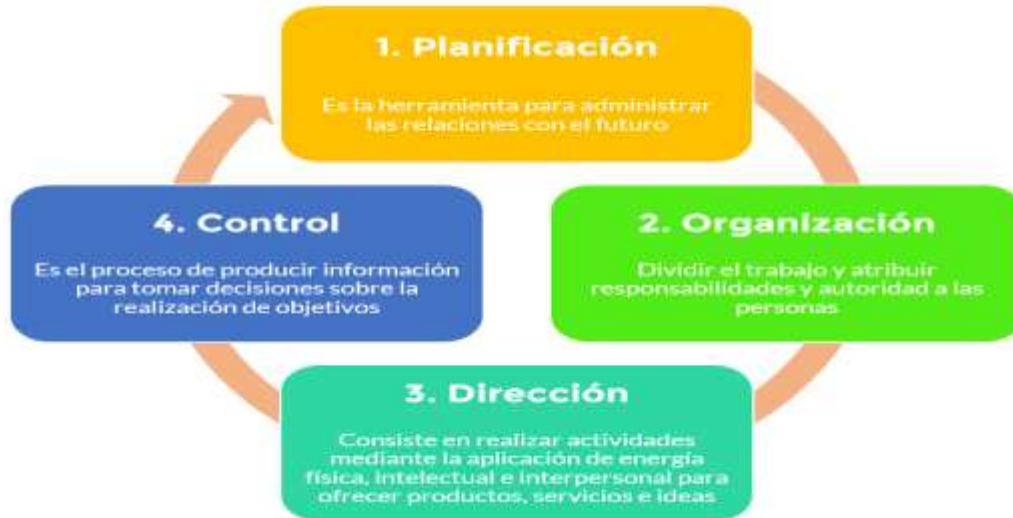 1. Planificación
Es la herramienta para administrar
las relaciones con el futuro
2. Organización
Dividir el trabajo y atribuir
responsabilidades y autoridad a las
personas
3. Dirección
Consiste en realizar actividades
mediante la aplicación de energía
física, intelectual e interpersonal para
ofrecer productos, servicios e ideas
4. Control
Es el proceso de producir información
para tomar decisiones sobre la
realización de objetivos